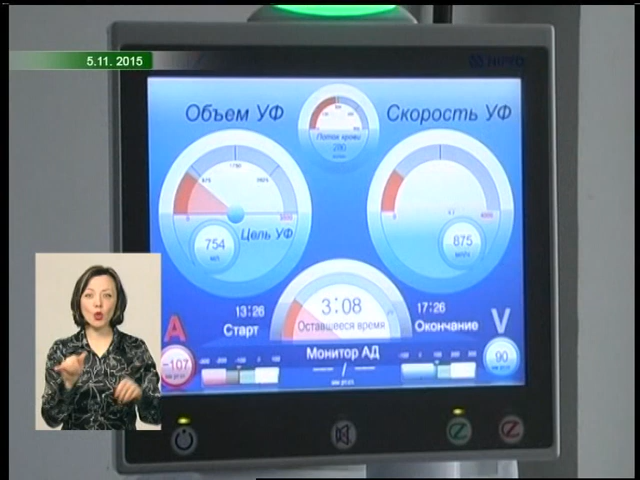 5.11. 2015
NIPRO
Объем УФ
Скорость УФ
Поток крови
280
754
мл
Цель УФ
875
мл/ч
13:26
Старт
3:08
Оставшееся время
17:26
Окончание
A
V
Монитор АД
-107
90
--- / ---